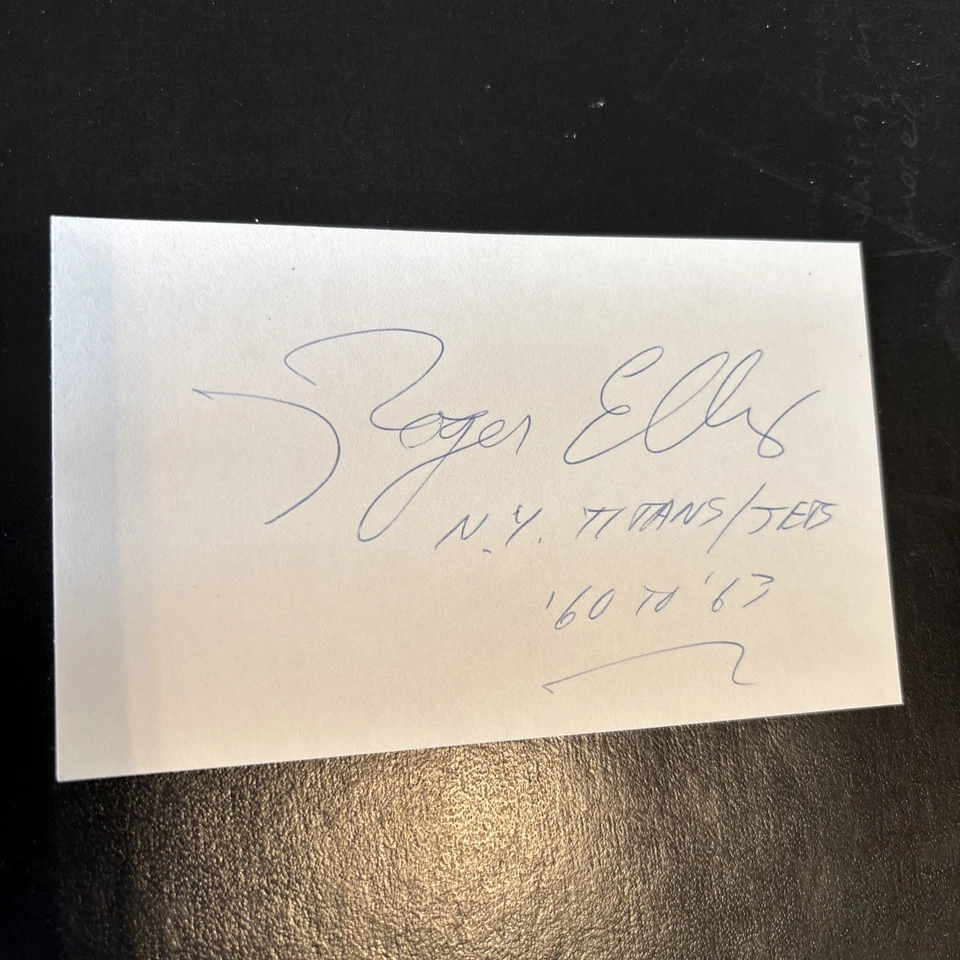 Roger Ellis
N.Y. TITANS/JETS
'60 TO '63